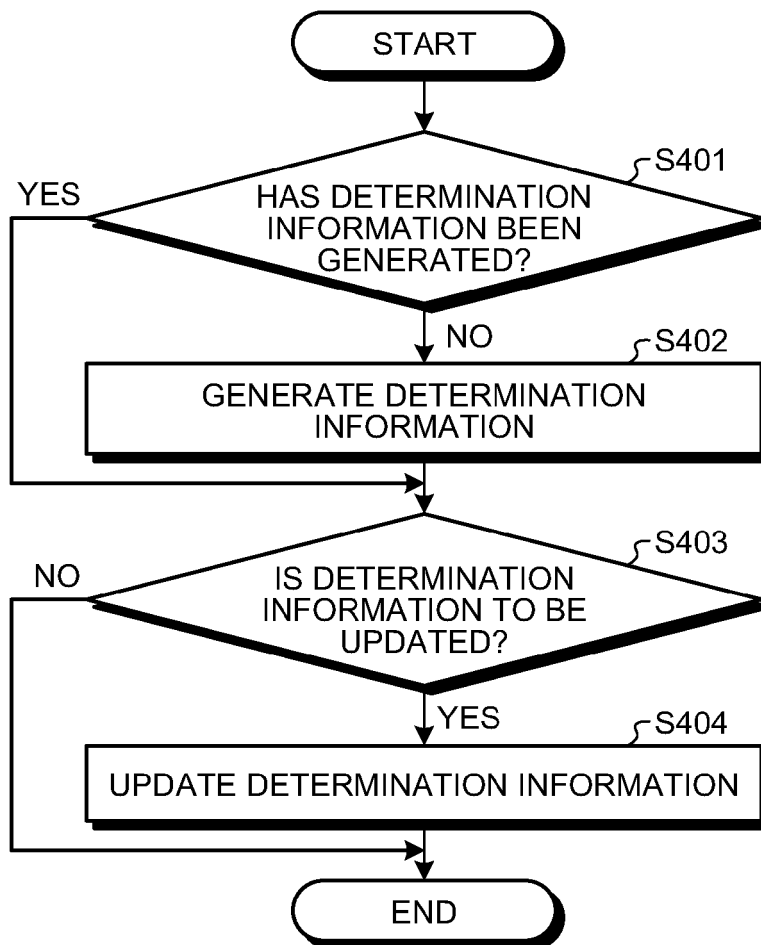 START
S401
YES
HAS DETERMINATION
INFORMATION BEEN
GENERATED?
NO
S402
GENERATE DETERMINATION
INFORMATION
S403
NO
IS DETERMINATION
INFORMATION TO BE
UPDATED?
YES
S404
UPDATE DETERMINATION INFORMATION
END